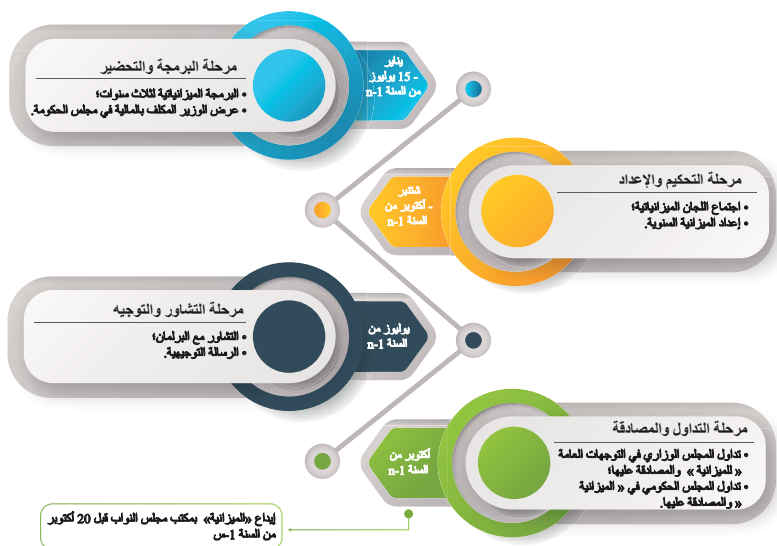 مرحلة البرمجة والتحضير
• البرمجة الميزانياتية لثلاث سنوات؛
• عرض الوزير المكلف بالمالية في مجلس الحكومة.
يناير
- 15 يوليوز
من السنة n-1
مرحلة التحكيم والإعداد
• اجتماع اللجان الميزانياتية؛
• إعداد الميزانية السنوية.
شتنبر
- أكتوبر من
السنة n-1
مرحلة التشاور والتوجيه
• التشاور مع البرلمان؛
• الرسالة التوجيهية.
يوليوز من
السنة n-1
مرحلة التداول والمصادقة
• تداول المجلس الوزاري في التوجهات العامة
« للميزانية » والمصادقة عليها؛
• تداول المجلس الحكومي في « الميزانية
« والمصادقة عليها.
أكتوبر من
السنة n-1
إيداع «الميزانية» بمكتب مجلس النواب قبل 20 أكتوبر
من السنة 1-س